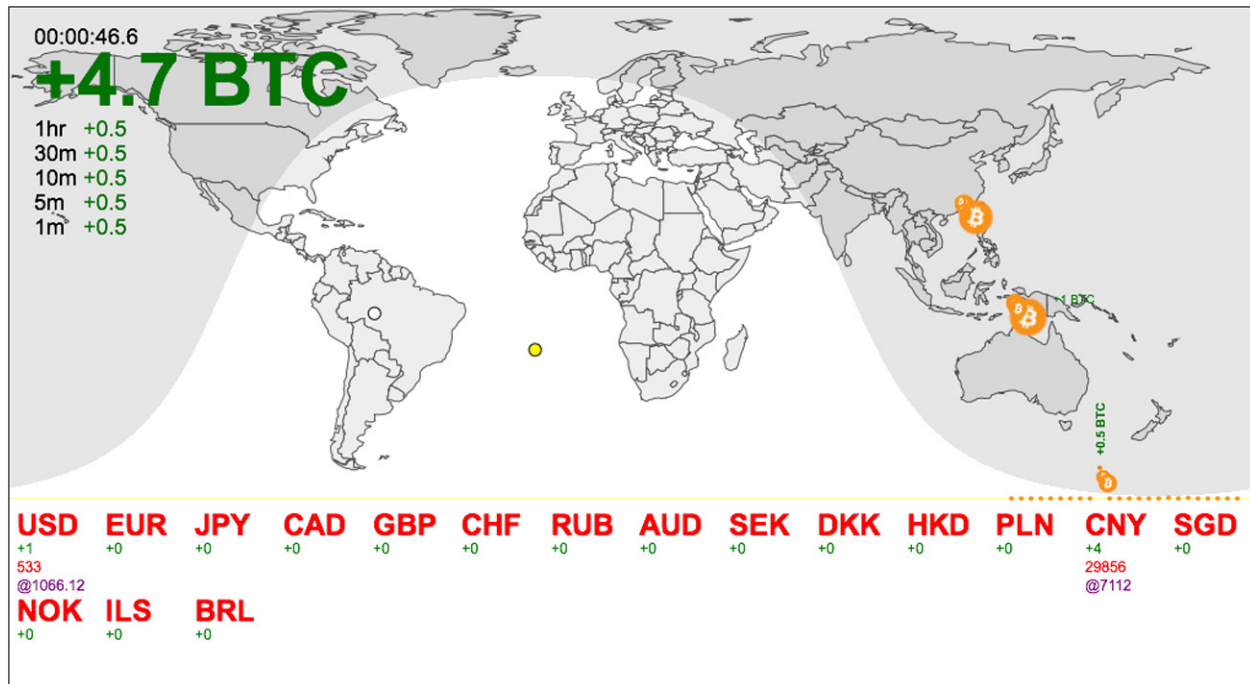 00:00:46.6
+4.7 BTC
1hr +0.5
30m +0.5
10m +0.5
5m +0.5
1m +0.5
+1 BTC
+0.5 BTC
USD EUR JPY CAD GBP CHF RUB AUD SEK DKK HKD PLN CNY SGD
+1 +0 +0 +0 +0 +0 +0 +0 +0 +0 +0 +0 +4 +0
533 29856
@1066.12 @7112
NOK ILS BRL
+0 +0 +0